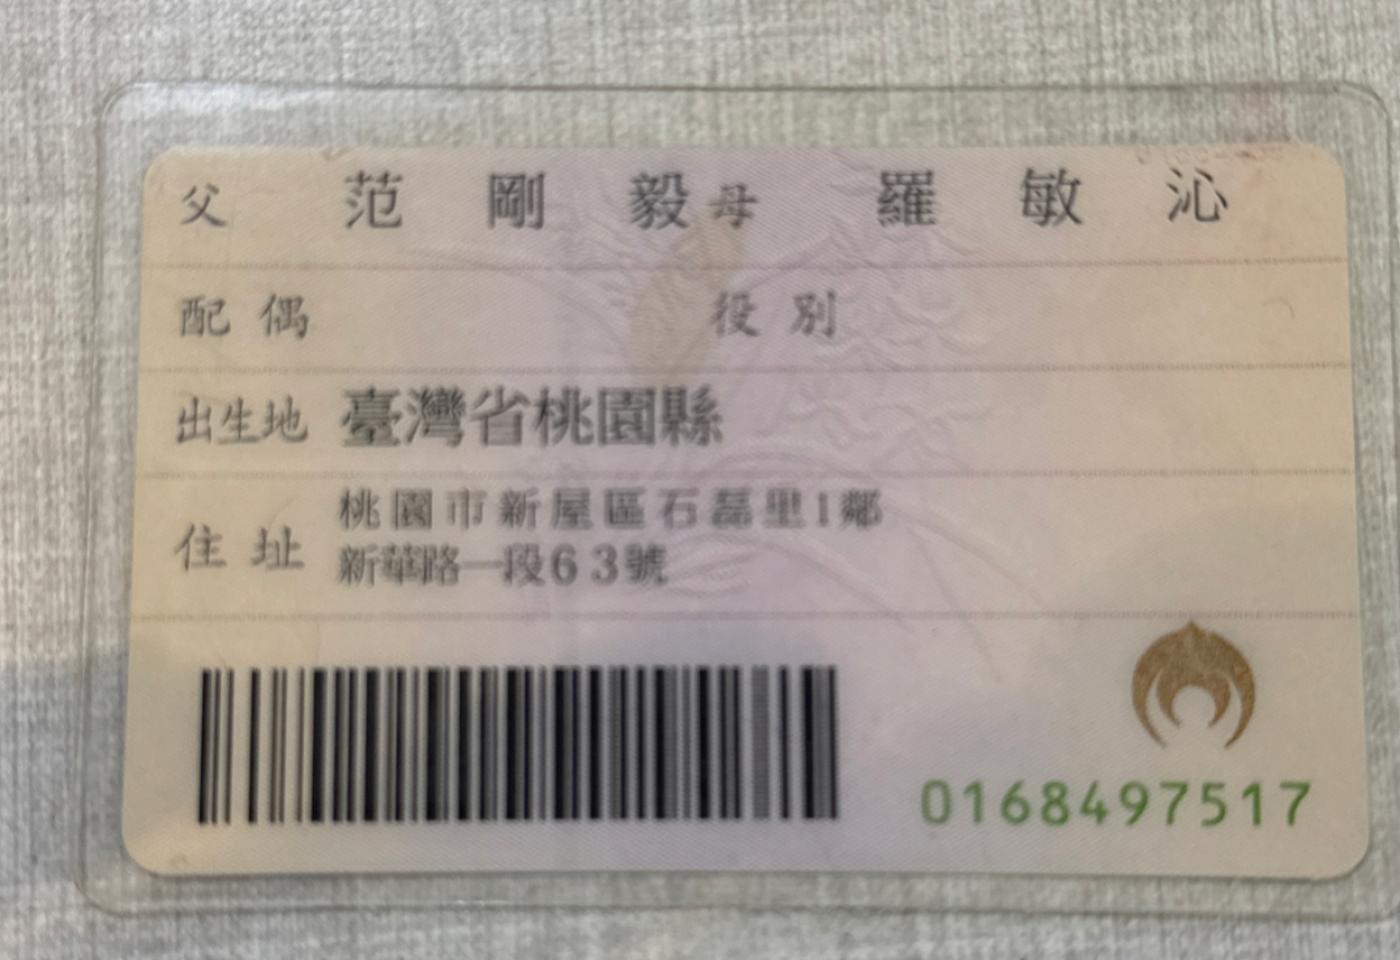 父 范剛毅 母 羅敏沁
配偶 役別
出生地 臺灣省桃園縣
住址 桃園市新屋區石磊里1鄰
新華路一段63號
0168497517